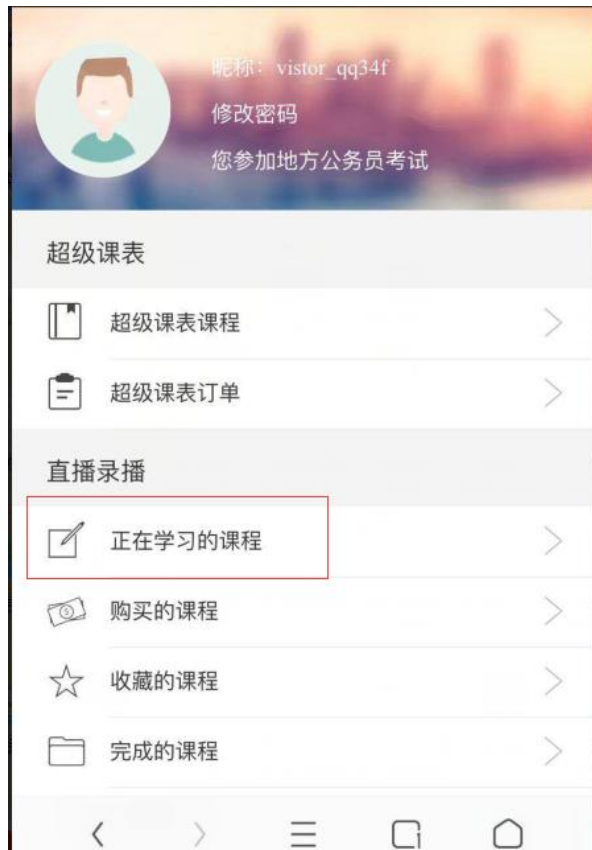 昵称：vistor_qq34f
修改密码
您参加地方公务员考试
超级课表
超级课表课程
超级课表订单
直播录播
正在学习的课程
购买的课程
收藏的课程
完成的课程